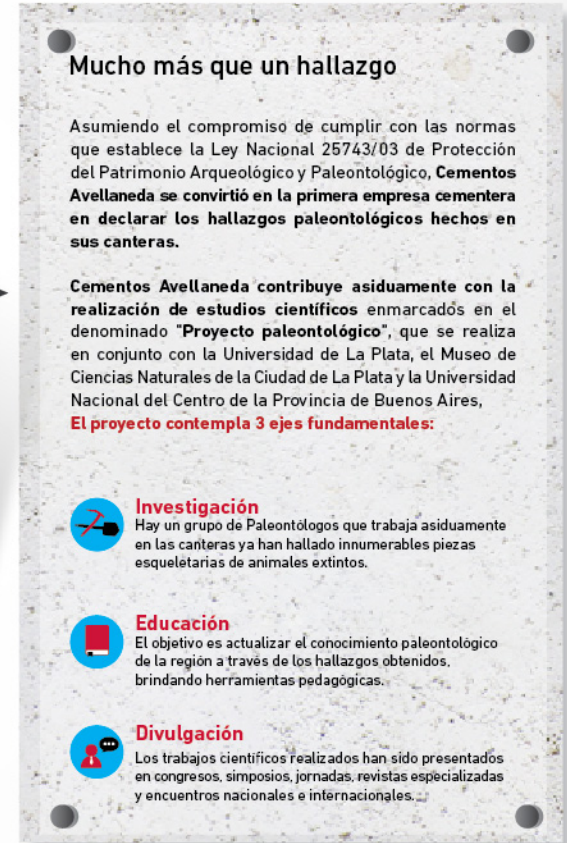 Mucho más que un hallazgo
Asumiendo el compromiso de cumplir con las normas
que establece la Ley Nacional 25743/03 de Protección
del Patrimonio Arqueológico y Paleontológico, Cementos
Avellaneda se convirtió en la primera empresa cementera
en declarar los hallazgos paleontológicos hechos en
sus canteras.
Cementos Avellaneda contribuye asiduamente con la
realización de estudios científicos enmarcados en el
denominado "Proyecto paleontológico", que se realiza
en conjunto con la Universidad de La Plata, el Museo de
Ciencias Naturales de la Ciudad de La Plata y la Universidad
Nacional del Centro de la Provincia de Buenos Aires,
El proyecto contempla 3 ejes fundamentales:
Investigación
Hay un grupo de Paleontólogos que trabaja asiduamente
en las canteras ya han hallado innumerables piezas
esqueletarias de animales extintos.
Educación
El objetivo es actualizar el conocimiento paleontológico
de la región a través de los hallazgos obtenidos,
brindando herramientas pedagógicas.
Divulgación
Los trabajos científicos realizados han sido presentados
en congresos, simposios, jornadas, revistas especializadas
y encuentros nacionales e internacionales.